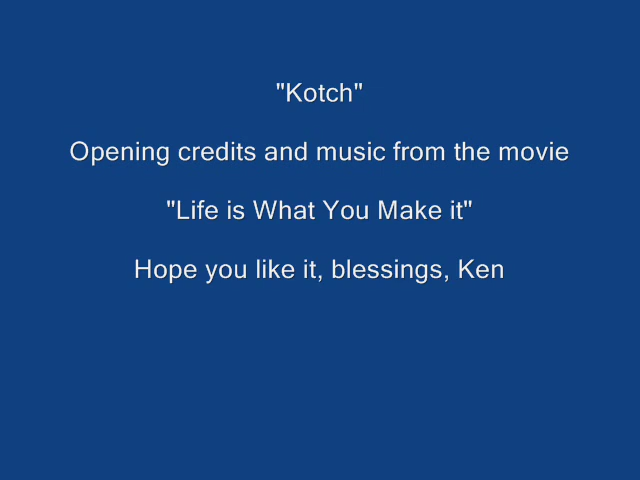 "Kotch"
Opening credits and music from the movie
"Life is What You Make it"
Hope you like it, blessings, Ken